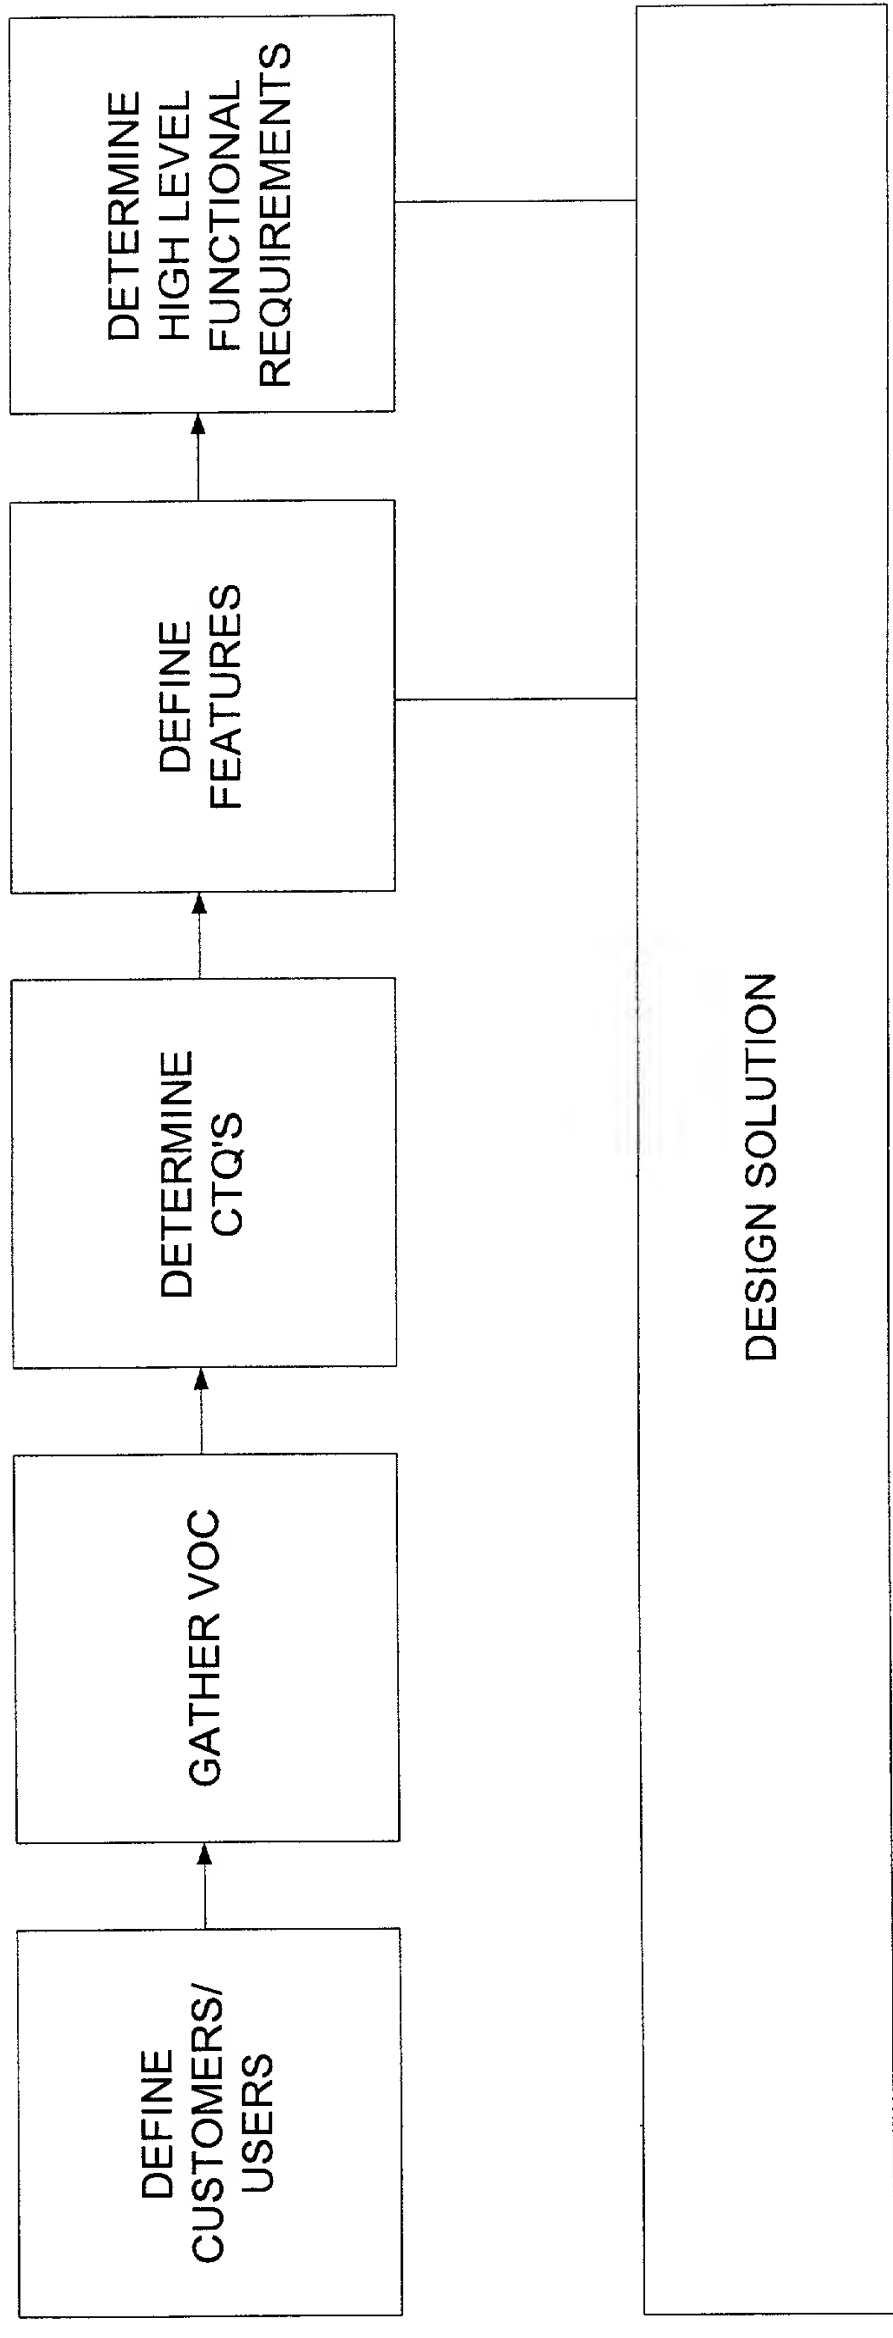 DEFINE
CUSTOMERS/
USERS
GATHER VOC
DETERMINE
CTQ'S
DEFINE
FEATURES
DETERMINE
HIGH LEVEL
FUNCTIONAL
REQUIREMENTS
DESIGN SOLUTION